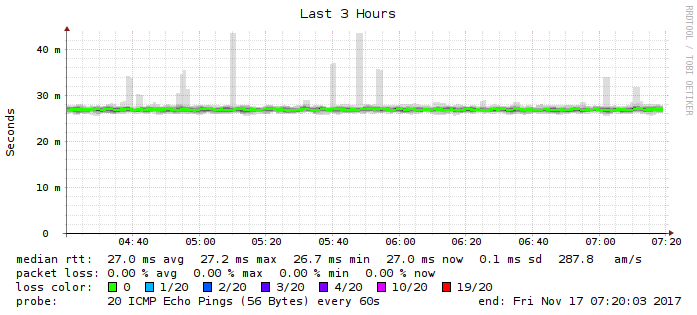 Last 3 Hours
RRDTOOL / TOBI OETIKER
Seconds
40 m
30 m
20 m
10 m
0
04:40 05:00 05:20 05:40 06:00 06:20 06:40 07:00 07:20
median rtt: 27.0 ms avg 27.2 ms max 26.7 ms min 27.0 ms now 0.1 ms sd 287.8 am/s
packet loss: 0.00 % avg 0.00 % max 0.00 % min 0.00 % now
loss color: 0 1/20 2/20 3/20 4/20 10/20 19/20
probe: 20 ICMP Echo Pings (56 Bytes) every 60s end: Fri Nov 17 07:20:03 2017